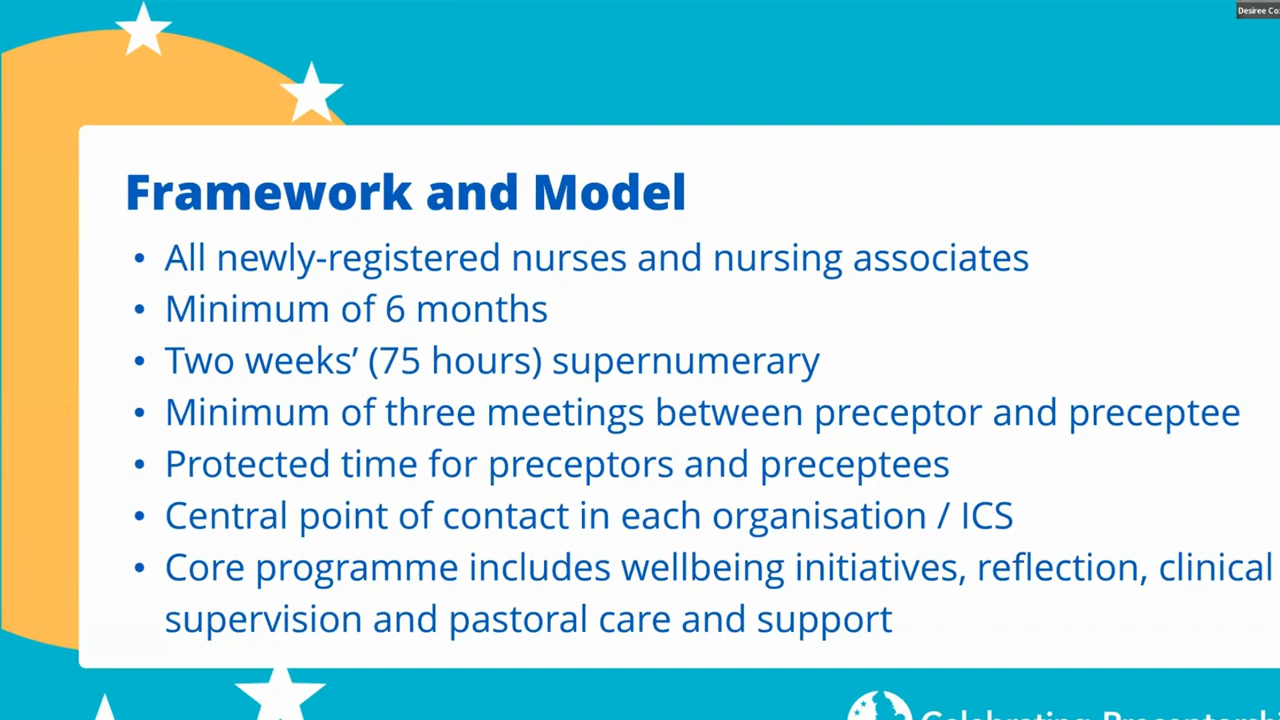 Desiree
Framework and Model
• All newly-registered nurses and nursing associates
• Minimum of 6 months
• Two weeks’ (75 hours) supernumerary
• Minimum of three meetings between preceptor and preceptee
• Protected time for preceptors and preceptees
• Central point of contact in each organisation / ICS
• Core programme includes wellbeing initiatives, reflection, clinical
supervision and pastoral care and support
Celebrating